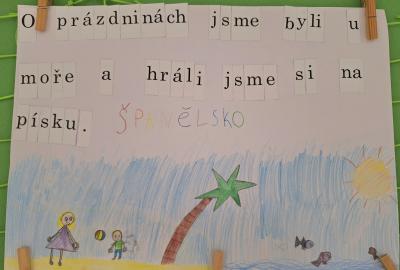 O prázdninách jsme byli u
moře a hráli jsme si na
písku. ŠPANĚLSKO